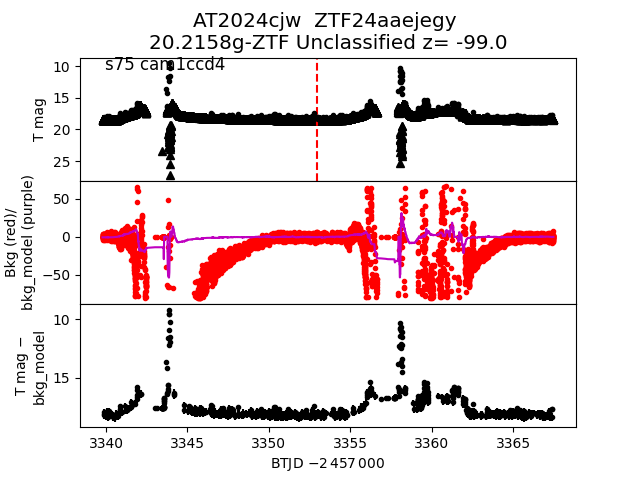 AT2024cjw ZTF24aaejegy
20.2158g-ZTF Unclassified z= -99.0
s75 cam1ccd4
10
15
20
25
T mag
50
0
−50
Bkg (red)/
bkg_model (purple)
10
15
T mag −
bkg_model
3340 3345 3350 3355 3360 3365
BTJD −2 457 000